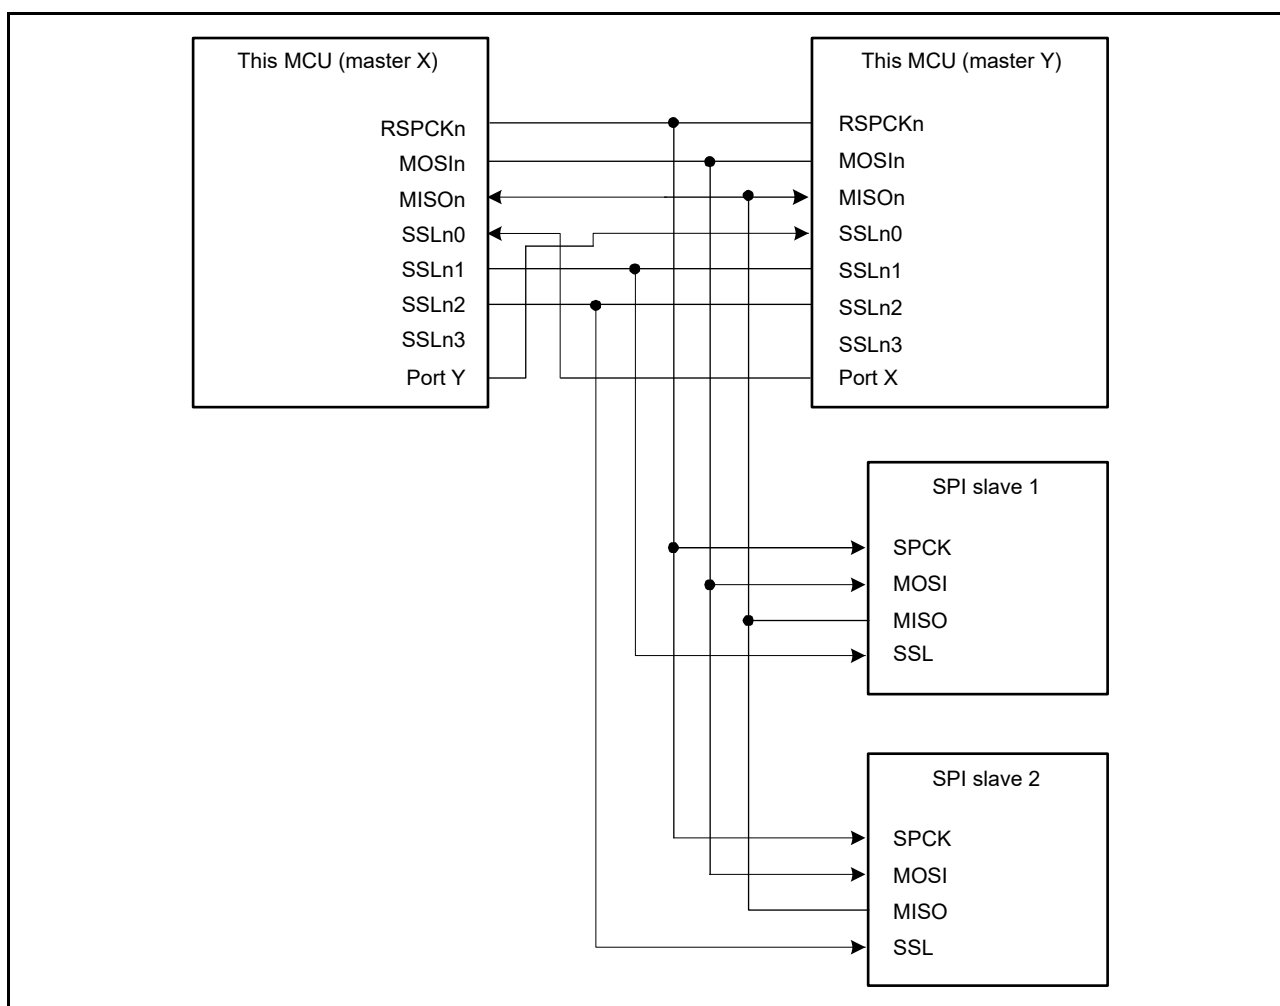 This MCU (master X)
RSPCKn
MOSIn
MISOn
SSLn0
SSLn1
SSLn2
SSLn3
Port Y
This MCU (master Y)
RSPCKn
MOSIn
MISOn
SSLn0
SSLn1
SSLn2
SSLn3
Port X
SPI slave 1
SPCK
MOSI
MISO
SSL
SPI slave 2
SPCK
MOSI
MISO
SSL